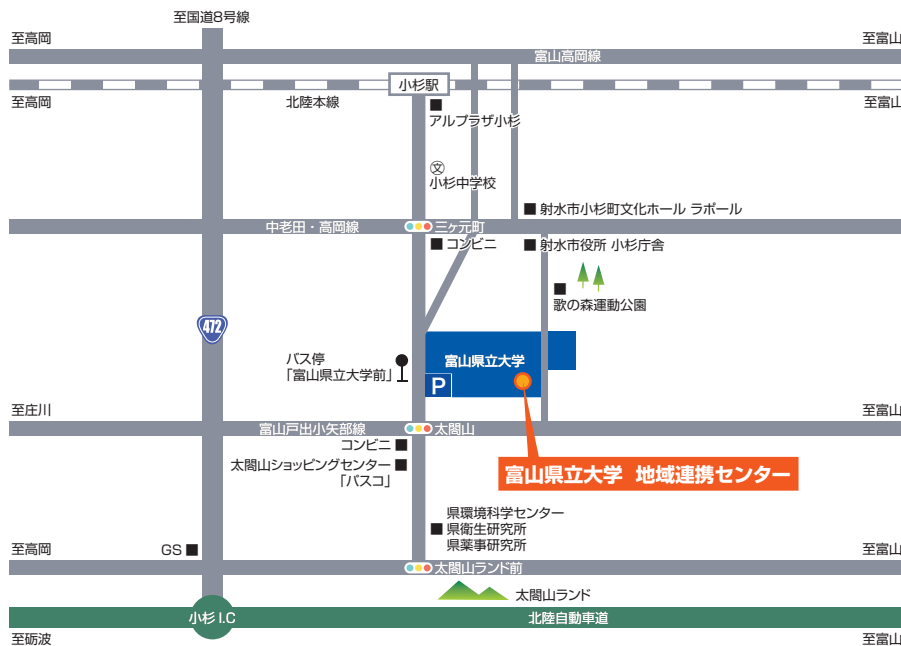 至国道8号線
至高岡
至富山
富山高岡線
小杉駅
至高岡
北陸本線
至富山
アルプラザ小杉
文
小杉中学校
射水市小杉町文化ホール ラポール
中老田・高岡線
三ケ元町
コンビニ
射水市役所 小杉庁舎
歌の森運動公園
472
バス停
「富山県立大学前」
富山県立大学
P
至庄川
至富山
富山戸出小矢部線
太閤山
コンビニ
太閤山ショッピングセンター
「パスコ」
富山県立大学 地域連携センター
県環境科学センター
県衛生研究所
県薬事研究所
至高岡
GS
至富山
太閤山ランド前
太閤山ランド
小杉 I.C
北陸自動車道
至砺波
至富山